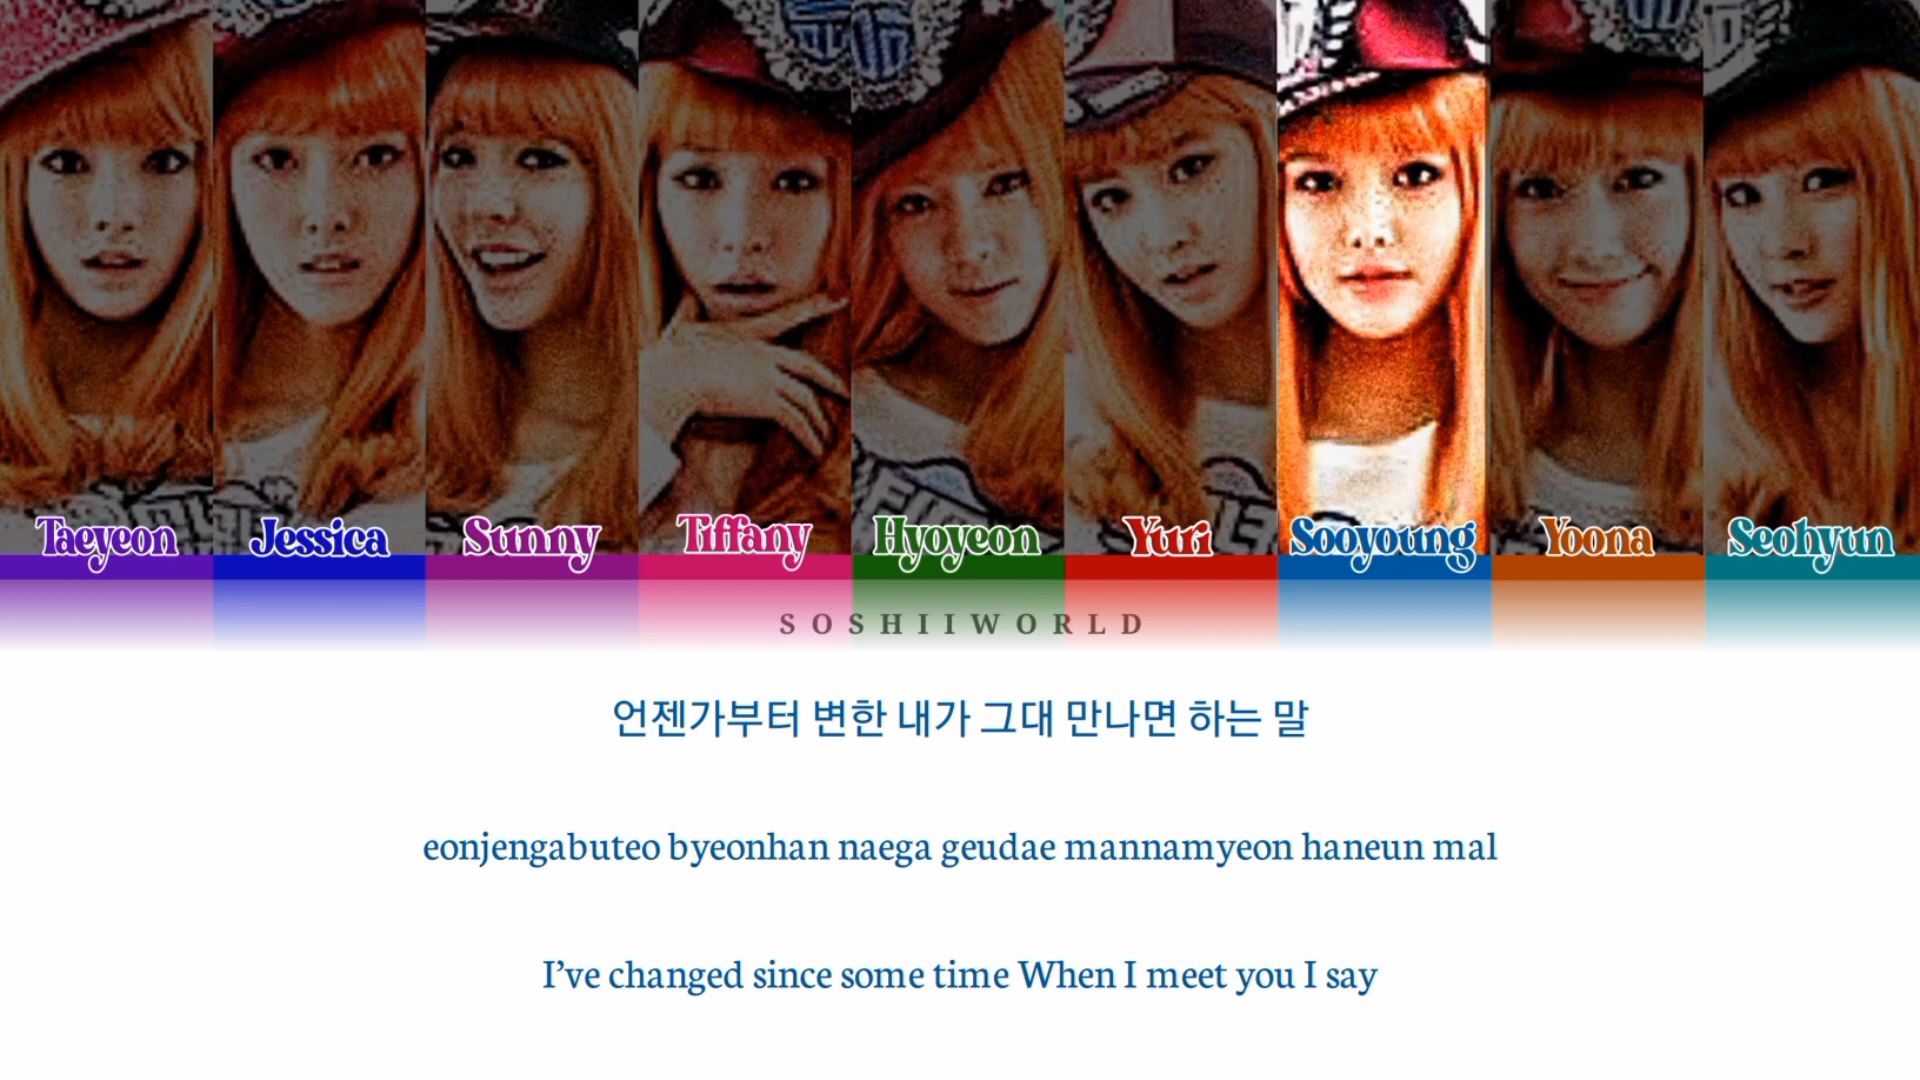 Taeyeon Jessica Sunny Tiffany Hyoyeon Yuri Sooyoung Yoona Seohyun
SOSHIIWORLD
언젠가부터 변한 내가 그대 만나면 하는 말
eonjengabuteo byeonhan naega geudae mannamyeon haneun mal
I’ve changed since some time When I meet you I say